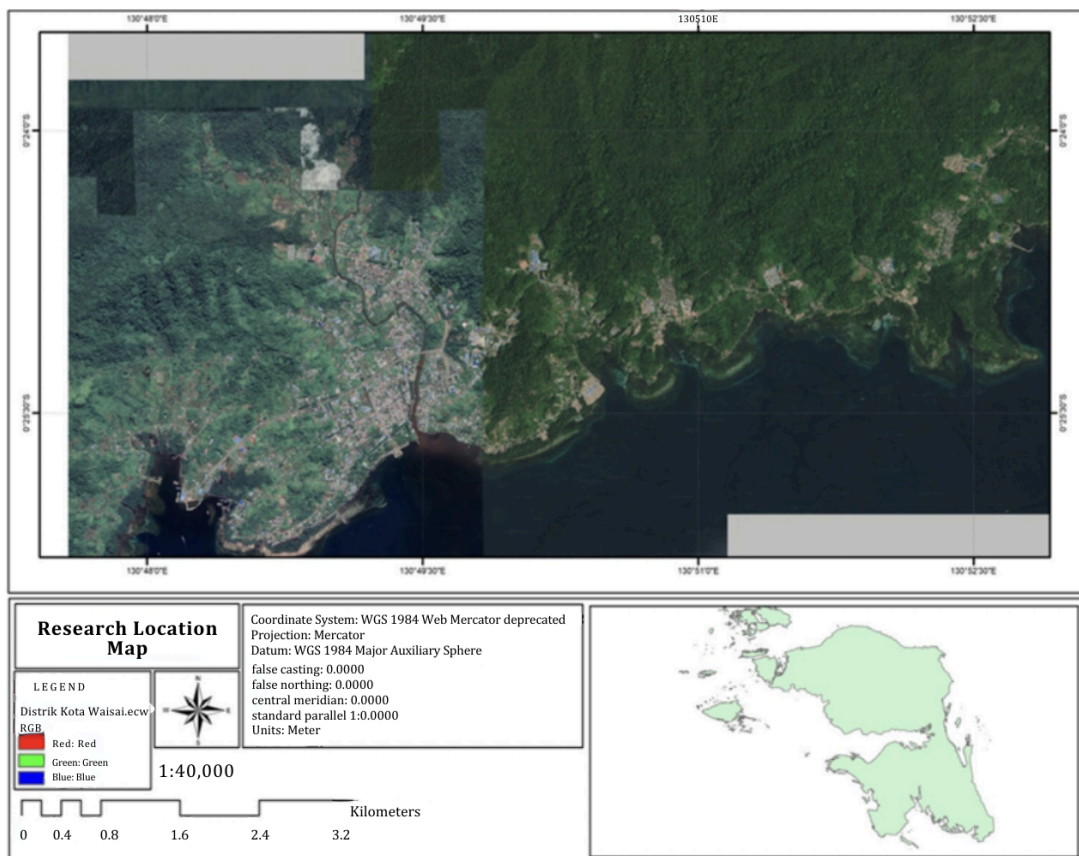 130°48'0"E 130°49'30"E 130510E 130°52'30"E
0°24'0"S 0°24'0"S
0°25'30"S 0°25'30"S
130°48'0"E 130°49'30"E 130°51'0"E 130°52'30"E
Research Location
Map
LEGEND
Distrik Kota Waisai.ecw
RGB
Red: Red
Green: Green
Blue: Blue
N
W E
S
Coordinate System: WGS 1984 Web Mercator deprecated
Projection: Mercator
Datum: WGS 1984 Major Auxiliary Sphere
false casting: 0.0000
false northing: 0.0000
central meridian: 0.0000
standard parallel 1:0.0000
Units: Meter
1:40,000
Kilometers
0 0.4 0.8 1.6 2.4 3.2